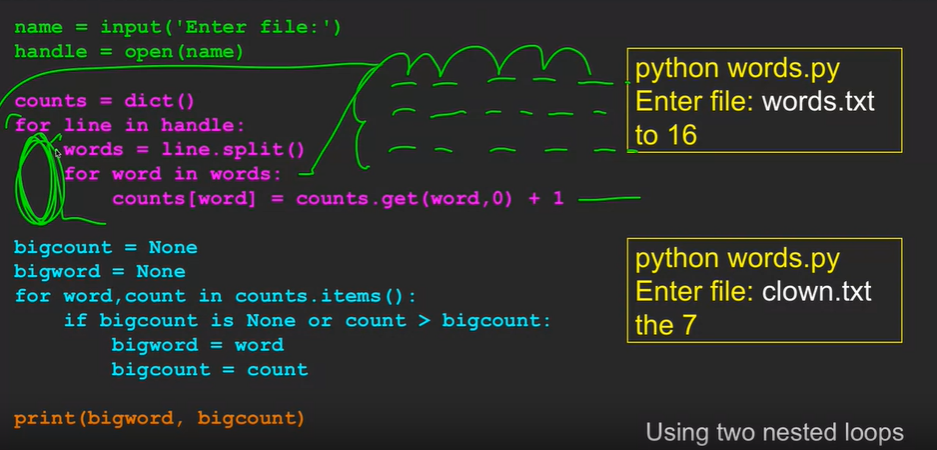 name = input('Enter file:')
handle = open(name)
counts = dict()
for line in handle:
    words = line.split()
    for word in words:
        counts[word] = counts.get(word,0) + 1
bigcount = None
bigword = None
for word,count in counts.items():
    if bigcount is None or count > bigcount:
        bigword = word
        bigcount = count
print(bigword, bigcount)
python words.py
Enter file: words.txt
to 16
python words.py
Enter file: clown.txt
the 7
Using two nested loops